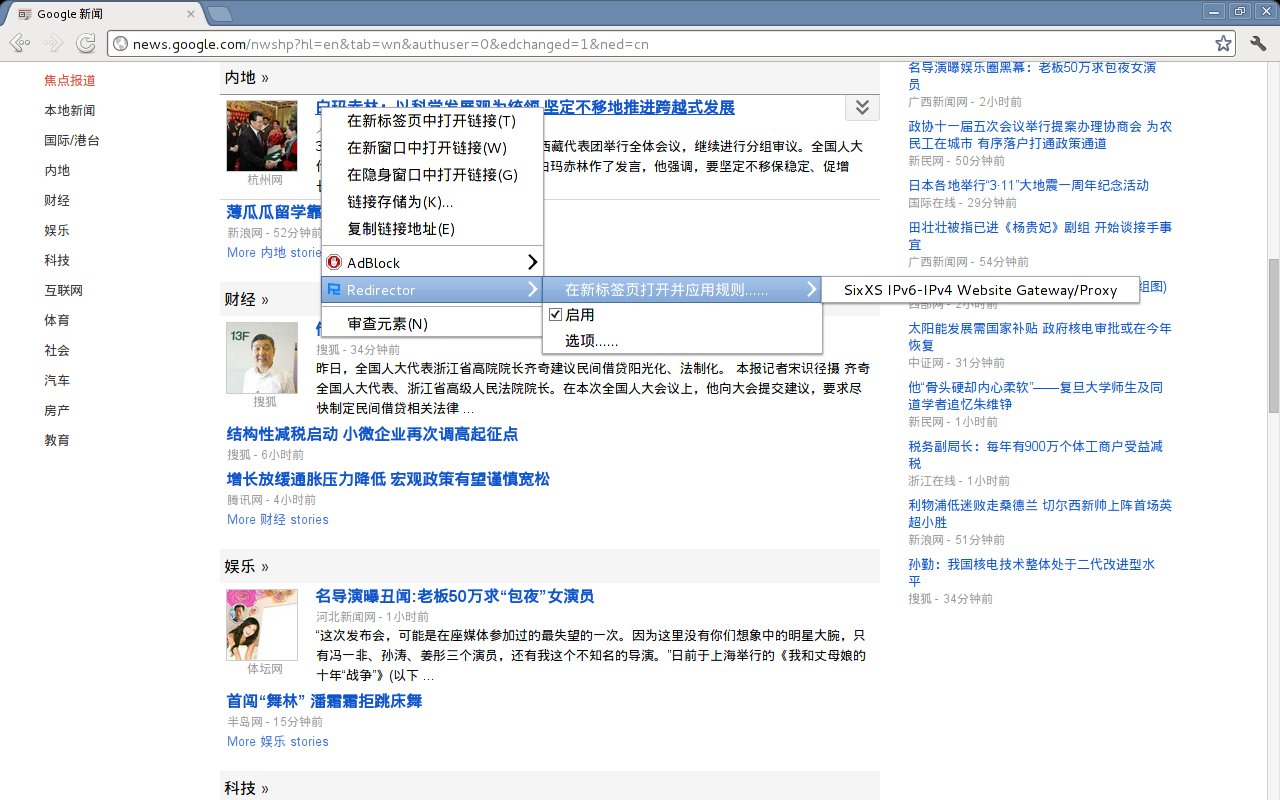 Google 新闻
news.google.com/nwshp?hl=en&tab=wn&authuser=0&edchanged=1&ned=cn
焦点报道
本地新闻
国际/港台
内地
财经
娱乐
科技
互联网
体育
社会
汽车
房产
教育
内地 »
白玛赤林：以科学发展观为统领 坚定不移地推进跨越式发展
杭州网
西藏代表团举行全体会议，继续进行分组审议。全国人大
白玛赤林作了发言，他强调，要坚定不移保稳定、促增
薄瓜瓜留学靠
新浪网 - 52分钟前
More 内地 stories
在新标签页中打开链接(T)
在新窗口中打开链接(W)
在隐身窗口中打开链接(G)
链接存储为(K)...
复制链接地址(E)
AdBlock
Redirector
审查元素(N)
在新标签页打开并应用规则......
启用
选项......
SixXS IPv6-IPv4 Website Gateway/Proxy
财经 »
13F
搜狐
搜狐 - 34分钟前
昨日，全国人大代表浙江省高院院长齐奇建议民间借贷阳光化、法制化。 本报记者宋识径摄 齐奇
全国人大代表、浙江省高级人民法院院长。在本次全国人大会议上，他向大会提交建议，要求尽
快制定民间借贷相关法律 ...
结构性减税启动 小微企业再次调高起征点
搜狐 - 6小时前
增长放缓通胀压力降低 宏观政策有望谨慎宽松
腾讯网 - 4小时前
More 财经 stories
娱乐 »
名导演曝丑闻:老板50万求“包夜”女演员
河北新闻网 - 1小时前
“这次发布会，可能是在座媒体参加过的最失望的一次。因为这里没有你们想象中的明星大腕，只
有冯一非、孙涛、姜彤三个演员，还有我这个不知名的导演。”日前于上海举行的《我和丈母娘的
十年“战争”》(以下 ...
体坛网
首闯“舞林” 潘霜霜拒跳床舞
半岛网 - 15分钟前
More 娱乐 stories
科技 »
名导演曝娱乐圈黑幕：老板50万求包夜女演
员
广西新闻网 - 2小时前
政协十一届五次会议举行提案办理协商会 为农
民工在城市 有序落户打通政策通道
新民网 - 50分钟前
日本各地举行“3·11”大地震一周年纪念活动
国际在线 - 29分钟前
田壮壮被指已进《杨贵妃》剧组 开始谈接手事
宜
广西新闻网 - 54分钟前
组图)
西部网 - 2小时前
太阳能发展需国家补贴 政府核电审批或在今年
恢复
中证网 - 31分钟前
他“骨头硬却内心柔软”——复旦大学师生及同
道学者追忆朱维铮
新民网 - 1小时前
税务副局长：每年有900万个体工商户受益减
税
浙江在线 - 1小时前
利物浦低迷败走桑德兰 切尔西新帅上阵首场英
超小胜
新浪网 - 51分钟前
孙勤：我国核电技术整体处于二代改进型水
平
搜狐 - 34分钟前